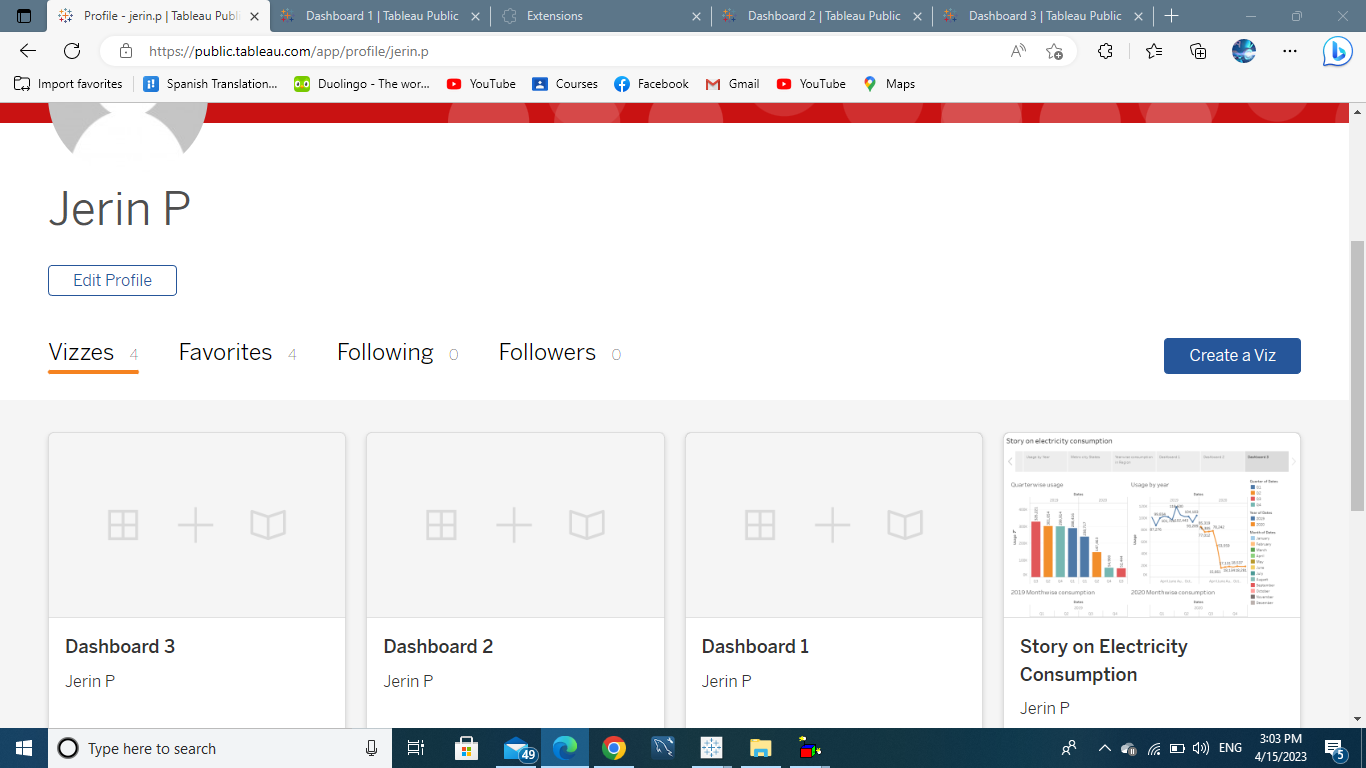 Profile - jerin.p | Tableau Publi
Dashboard 1 | Tableau Public
Extensions
Dashboard 2 | Tableau Public
Dashboard 3 | Tableau Public
https://public.tableau.com/app/profile/jerin.p
Import favorites
Spanish Translation...
Duolingo - The wor...
YouTube
Courses
Facebook
Gmail
YouTube
Maps
Jerin P
Edit Profile
Vizzes 4
Favorites 4
Following 0
Followers 0
Create a Viz
Story on electricity consumption
Dashboard 3
Quarterwise usage
Usage by year
2019 Monthwise consumption
2020 Monthwise consumption
Dashboard 3
Jerin P
Dashboard 2
Jerin P
Dashboard 1
Jerin P
Story on Electricity
Consumption
Jerin P
Type here to search
49
ENG
3:03 PM
4/15/2023
5